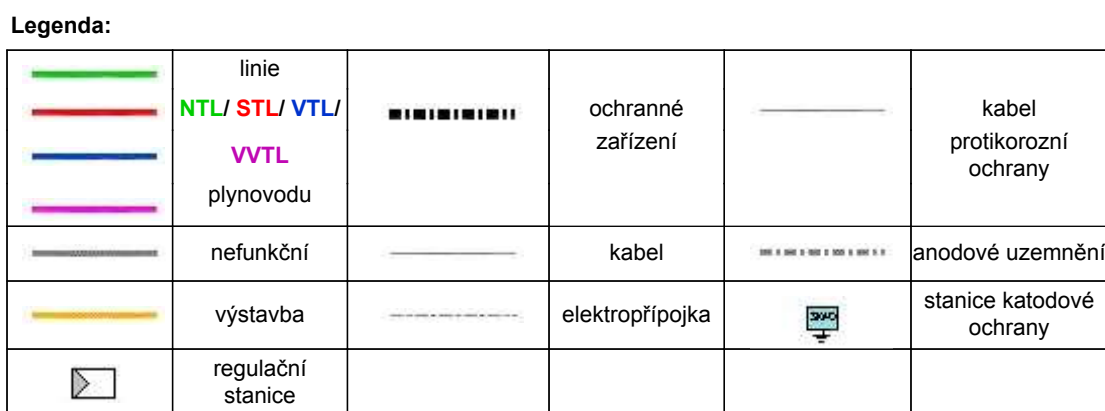 Legenda:
linie
NTL/ STL/ VTL/
VVTL
plynovodu
ochranné
zařízení
kabel
protikorozní
ochrany
nefunkční
kabel
anodové uzemnění
výstavba
elektropřípojka
stanice katodové
ochrany
regulační
stanice